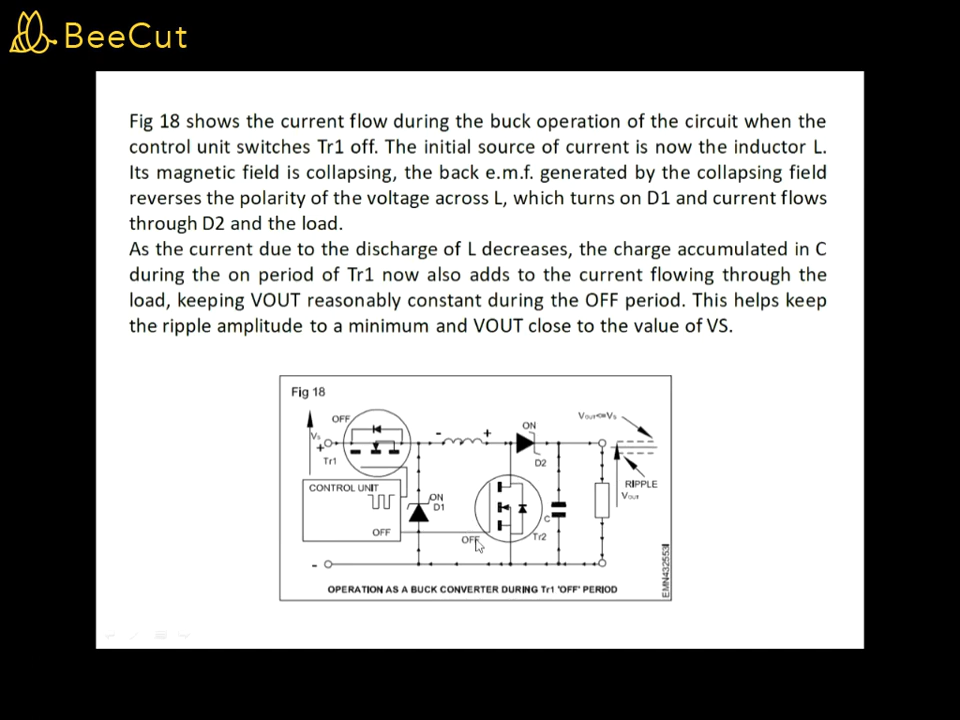 BeeCut
Fig 18 shows the current flow during the buck operation of the circuit when the
control unit switches Tr1 off. The initial source of current is now the inductor L.
Its magnetic field is collapsing, the back e.m.f. generated by the collapsing field
reverses the polarity of the voltage across L, which turns on D1 and current flows
through D2 and the load.
As the current due to the discharge of L decreases, the charge accumulated in C
during the on period of Tr1 now also adds to the current flowing through the
load, keeping VOUT reasonably constant during the OFF period. This helps keep
the ripple amplitude to a minimum and VOUT close to the value of VS.
Fig 18
OFF
Vs
+
Tr1
- +
ON
D2
VOUT≃Vs
RIPPLE
VOUT
CONTROL UNIT
OFF
ON
D1
OFF
Tr2
C
-
OPERATION AS A BUCK CONVERTER DURING Tr1 'OFF' PERIOD